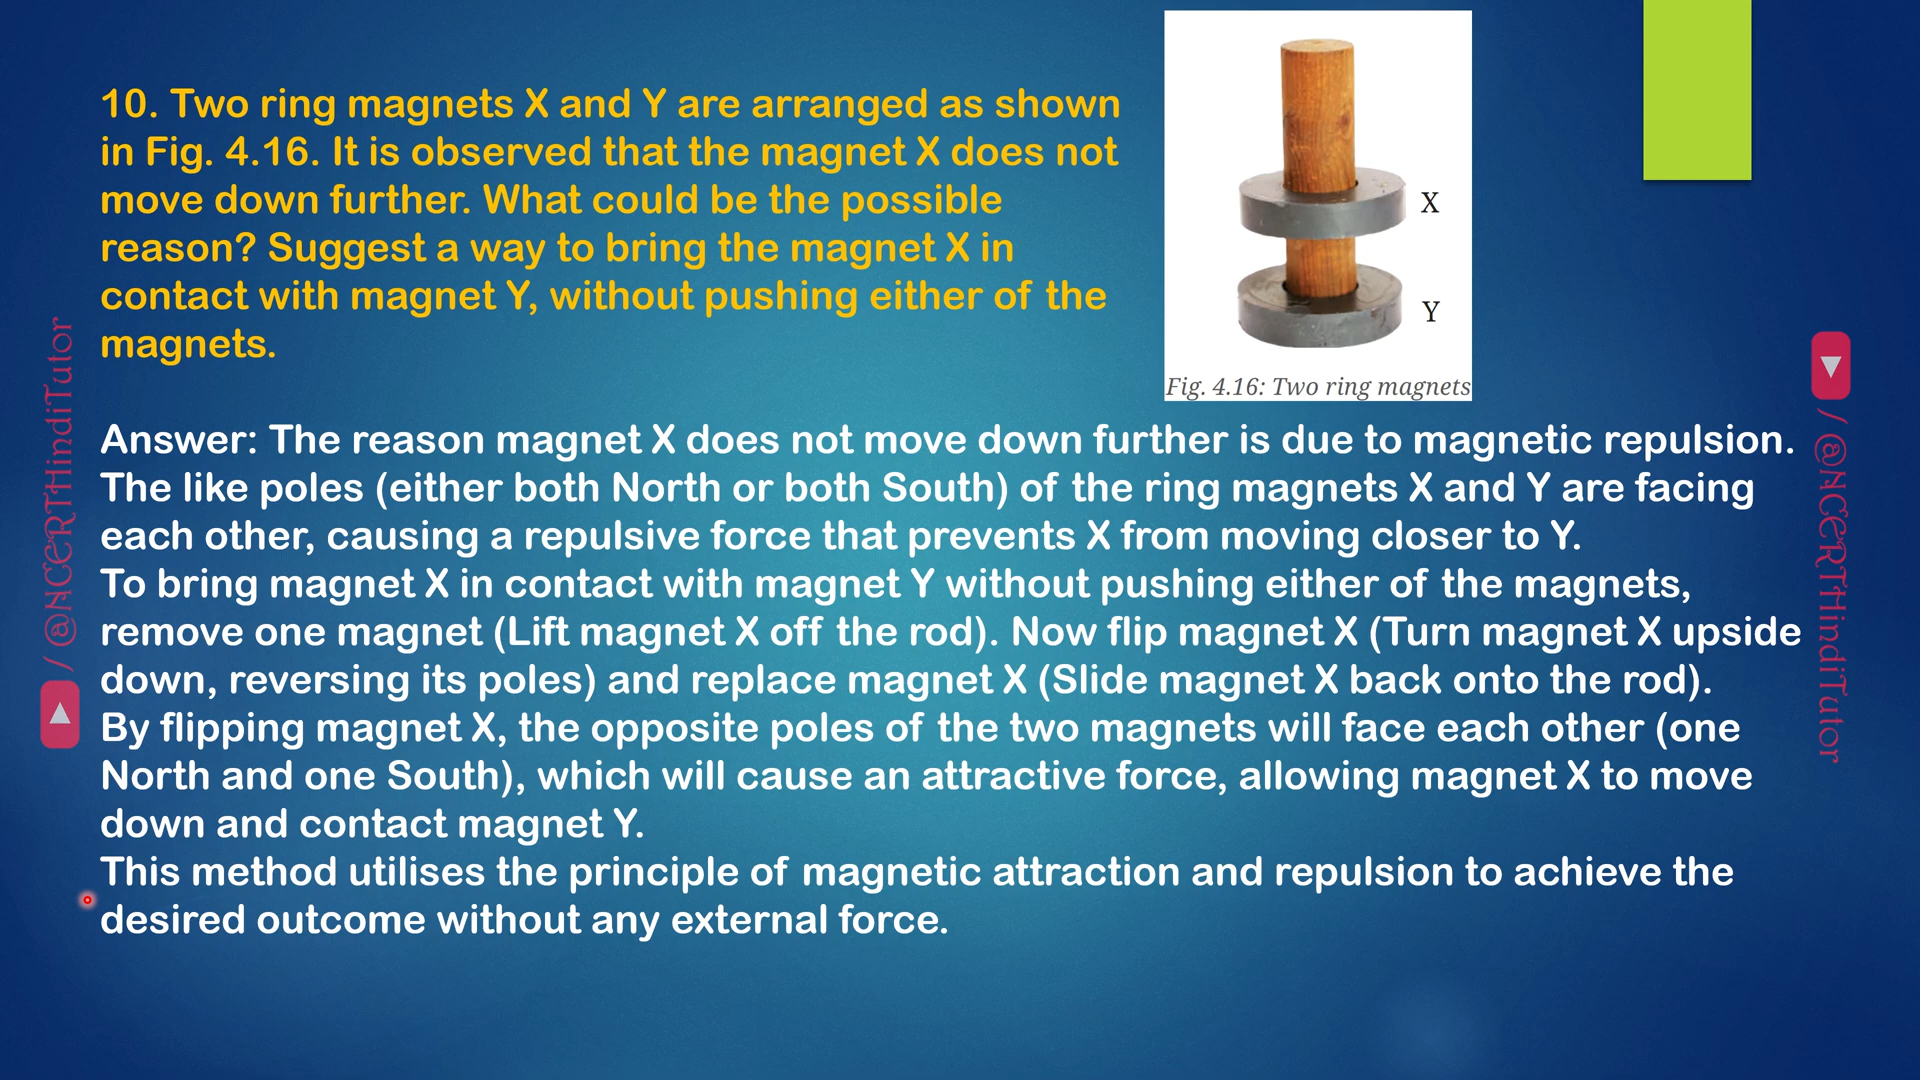 10. Two ring magnets X and Y are arranged as shown
in Fig. 4.16. It is observed that the magnet X does not
move down further. What could be the possible
reason? Suggest a way to bring the magnet X in
contact with magnet Y, without pushing either of the
magnets.
X
Y
Fig. 4.16: Two ring magnets
Answer: The reason magnet X does not move down further is due to magnetic repulsion.
The like poles (either both North or both South) of the ring magnets X and Y are facing
each other, causing a repulsive force that prevents X from moving closer to Y.
To bring magnet X in contact with magnet Y without pushing either of the magnets,
remove one magnet (Lift magnet X off the rod). Now flip magnet X (Turn magnet X upside
down, reversing its poles) and replace magnet X (Slide magnet X back onto the rod).
By flipping magnet X, the opposite poles of the two magnets will face each other (one
North and one South), which will cause an attractive force, allowing magnet X to move
down and contact magnet Y.
This method utilises the principle of magnetic attraction and repulsion to achieve the
desired outcome without any external force.
/ @NCERTHindiTutor
/ @NCERTHindiTutor